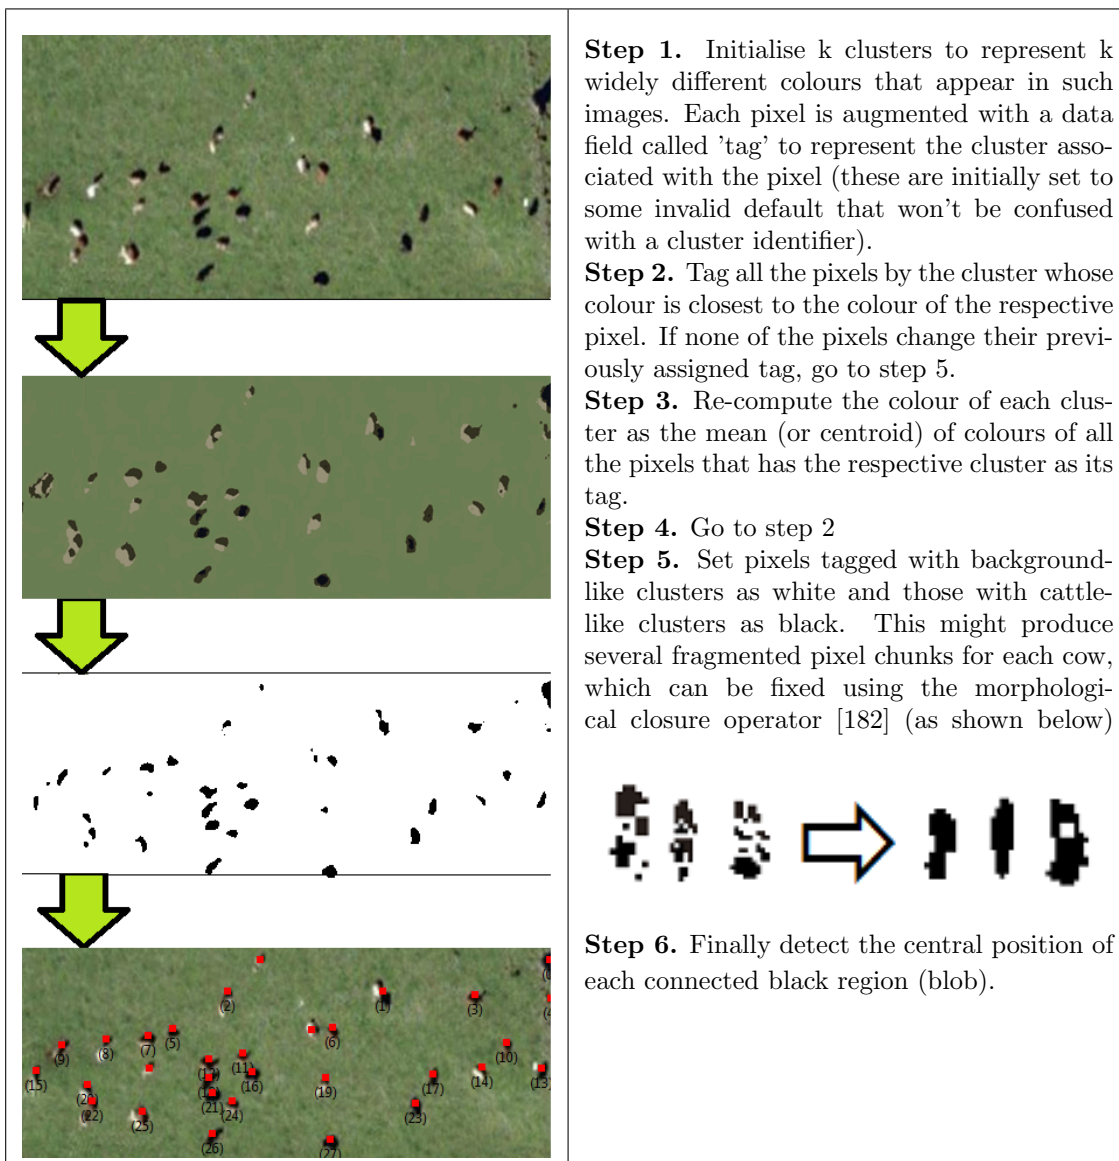 Step 1. Initialise k clusters to represent k
widely different colours that appear in such
images. Each pixel is augmented with a data
field called 'tag' to represent the cluster asso-
ciated with the pixel (these are initially set to
some invalid default that won't be confused
with a cluster identifier).
Step 2. Tag all the pixels by the cluster whose
colour is closest to the colour of the respective
pixel. If none of the pixels change their previ-
ously assigned tag, go to step 5.
Step 3. Re-compute the colour of each clus-
ter as the mean (or centroid) of colours of all
the pixels that has the respective cluster as its
tag.
Step 4. Go to step 2
Step 5. Set pixels tagged with background-
like clusters as white and those with cattle-
like clusters as black. This might produce
several fragmented pixel chunks for each cow,
which can be fixed using the morphologi-
cal closure operator [182] (as shown below)
Step 6. Finally detect the central position of
each connected black region (blob).
(2)
(1)
(3)
(5)
(6)
(7)
(8)
(9)
(10)
(11)
(15)
(16)
(17)
(19)
(14)
(13)
(22)
(21)
(24)
(23)
(25)
(26)
(27)